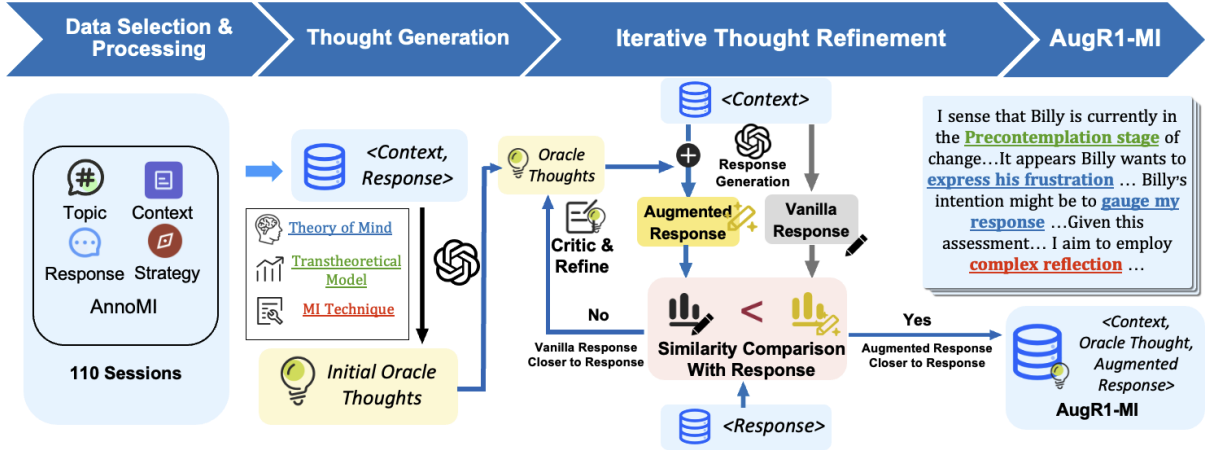 Data Selection &
Processing
Thought Generation
Iterative Thought Refinement
AugR1-MI
Topic
Context
Response
Strategy
AnnoMI
110 Sessions
<Context,
Response>
Theory of Mind
Transtheoretical
Model
MI Technique
Initial Oracle
Thoughts
Oracle
Thoughts
Critic &
Refine
<Context>
Response
Generation
Augmented
Response
Vanilla
Response
No
Vanilla Response
Closer to Response
<
Similarity Comparison
With Response
<Response>
Yes
Augmented Response
Closer to Response
I sense that Billy is currently in
the Precontemplation stage of
change…It appears Billy wants to
express his frustration … Billy's
intention might be to gauge my
response …Given this
assessment… I aim to employ
complex reflection …
<Context,
Oracle Thought,
Augmented
Response>
AugR1-MI